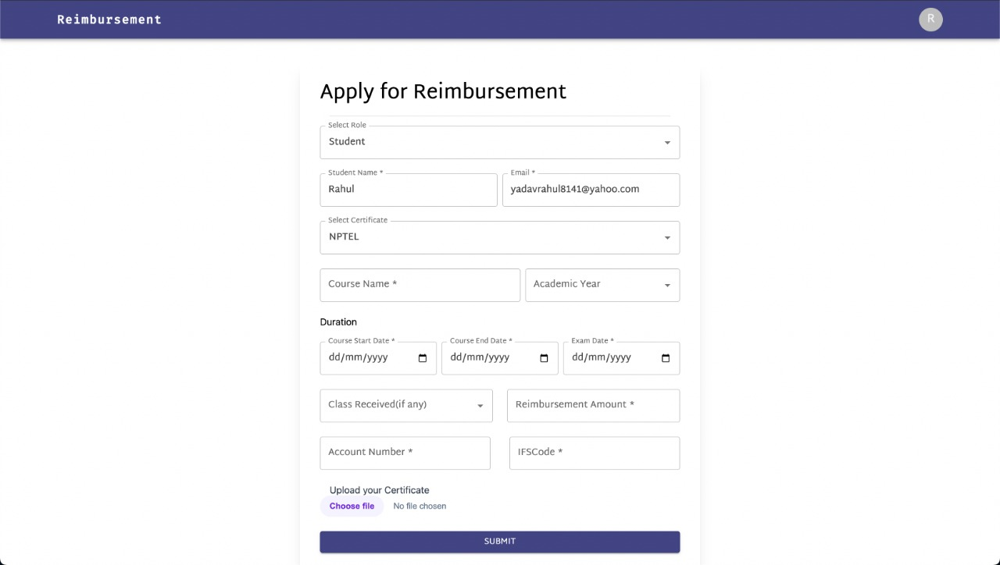 Reimbursement
R
Apply for Reimbursement
Select Role
Student
Student Name * Email *
Rahul yadavrahul8141@yahoo.com
Select Certificate
NPTEL
Course Name * Academic Year
Duration
Course Start Date * Course End Date * Exam Date *
dd/mm/yyyy dd/mm/yyyy dd/mm/yyyy
Class Received(if any) Reimbursement Amount *
Account Number * IFSCode *
Upload your Certificate
Choose file No file chosen
SUBMIT